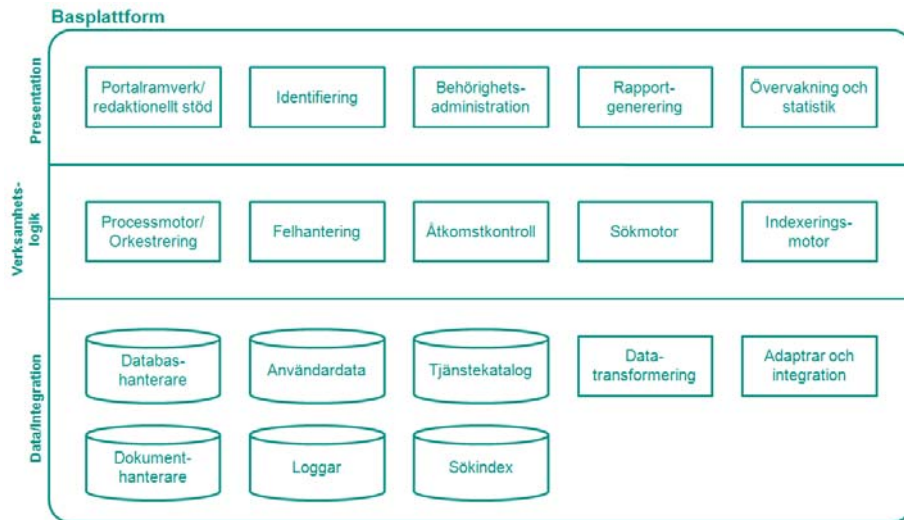 Basplattform
Presentation
Portalramverk/
redaktionellt stöd
Identifiering
Behörighets-
administration
Rapport-
generering
Övervakning och
statistik
Verksamhets-
logik
Processmotor/
Orkestrering
Felhantering
Åtkomstkontroll
Sökmotor
Indexerings-
motor
Data/Integration
Databas-
hanterare
Användardata
Tjänstekatalog
Data-
transformering
Adaptrar och
integration
Dokument-
hanterare
Loggar
Sökindex